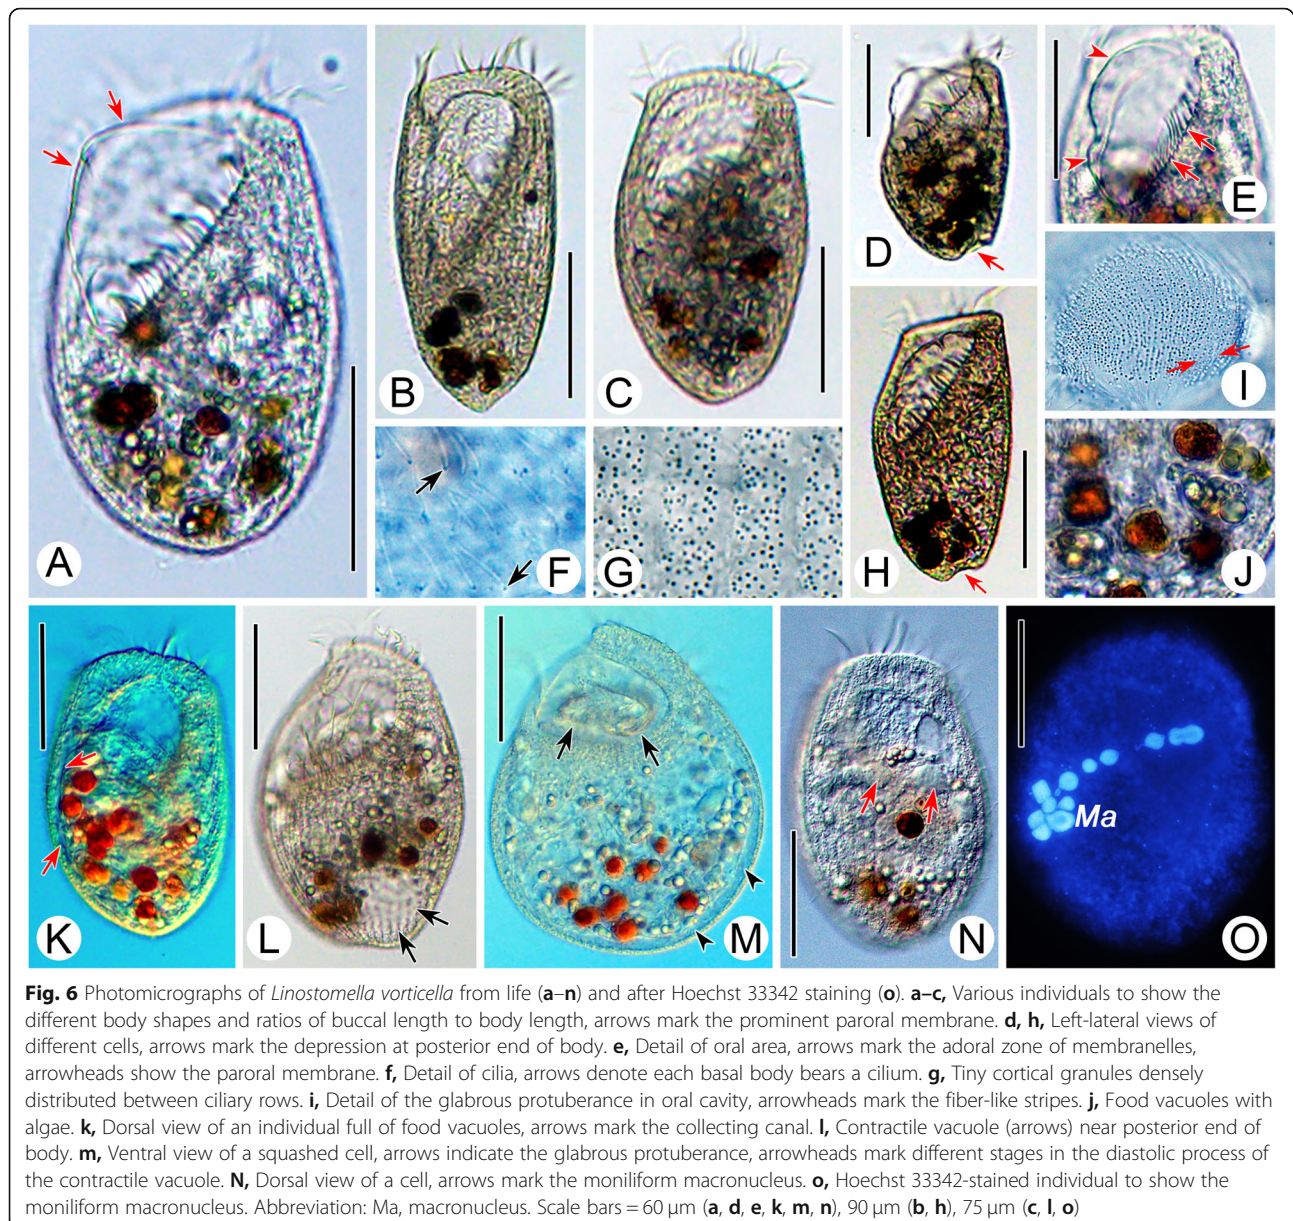 A
B
C
D
E
F
G
H
I
J
K
L
M
N
Ma
O
Fig. 6 Photomicrographs of Linostomella vorticella from life (a–n) and after Hoechst 33342 staining (o). a–c, Various individuals to show the
different body shapes and ratios of buccal length to body length, arrows mark the prominent paroral membrane. d, h, Left-lateral views of
different cells, arrows mark the depression at posterior end of body. e, Detail of oral area, arrows mark the adoral zone of membranelles,
arrowheads show the paroral membrane. f, Detail of cilia, arrows denote each basal body bears a cilium. g, Tiny cortical granules densely
distributed between ciliary rows. i, Detail of the glabrous protuberance in oral cavity, arrowheads mark the fiber-like stripes. j, Food vacuoles with
algae. k, Dorsal view of an individual full of food vacuoles, arrows mark the collecting canal. l, Contractile vacuole (arrows) near posterior end of
body. m, Ventral view of a squashed cell, arrows indicate the glabrous protuberance, arrowheads mark different stages in the diastolic process of
the contractile vacuole. N, Dorsal view of a cell, arrows mark the moniliform macronucleus. o, Hoechst 33342-stained individual to show the
moniliform macronucleus. Abbreviation: Ma, macronucleus. Scale bars = 60 μm (a, d, e, k, m, n), 90 μm (b, h), 75 μm (c, l, o)